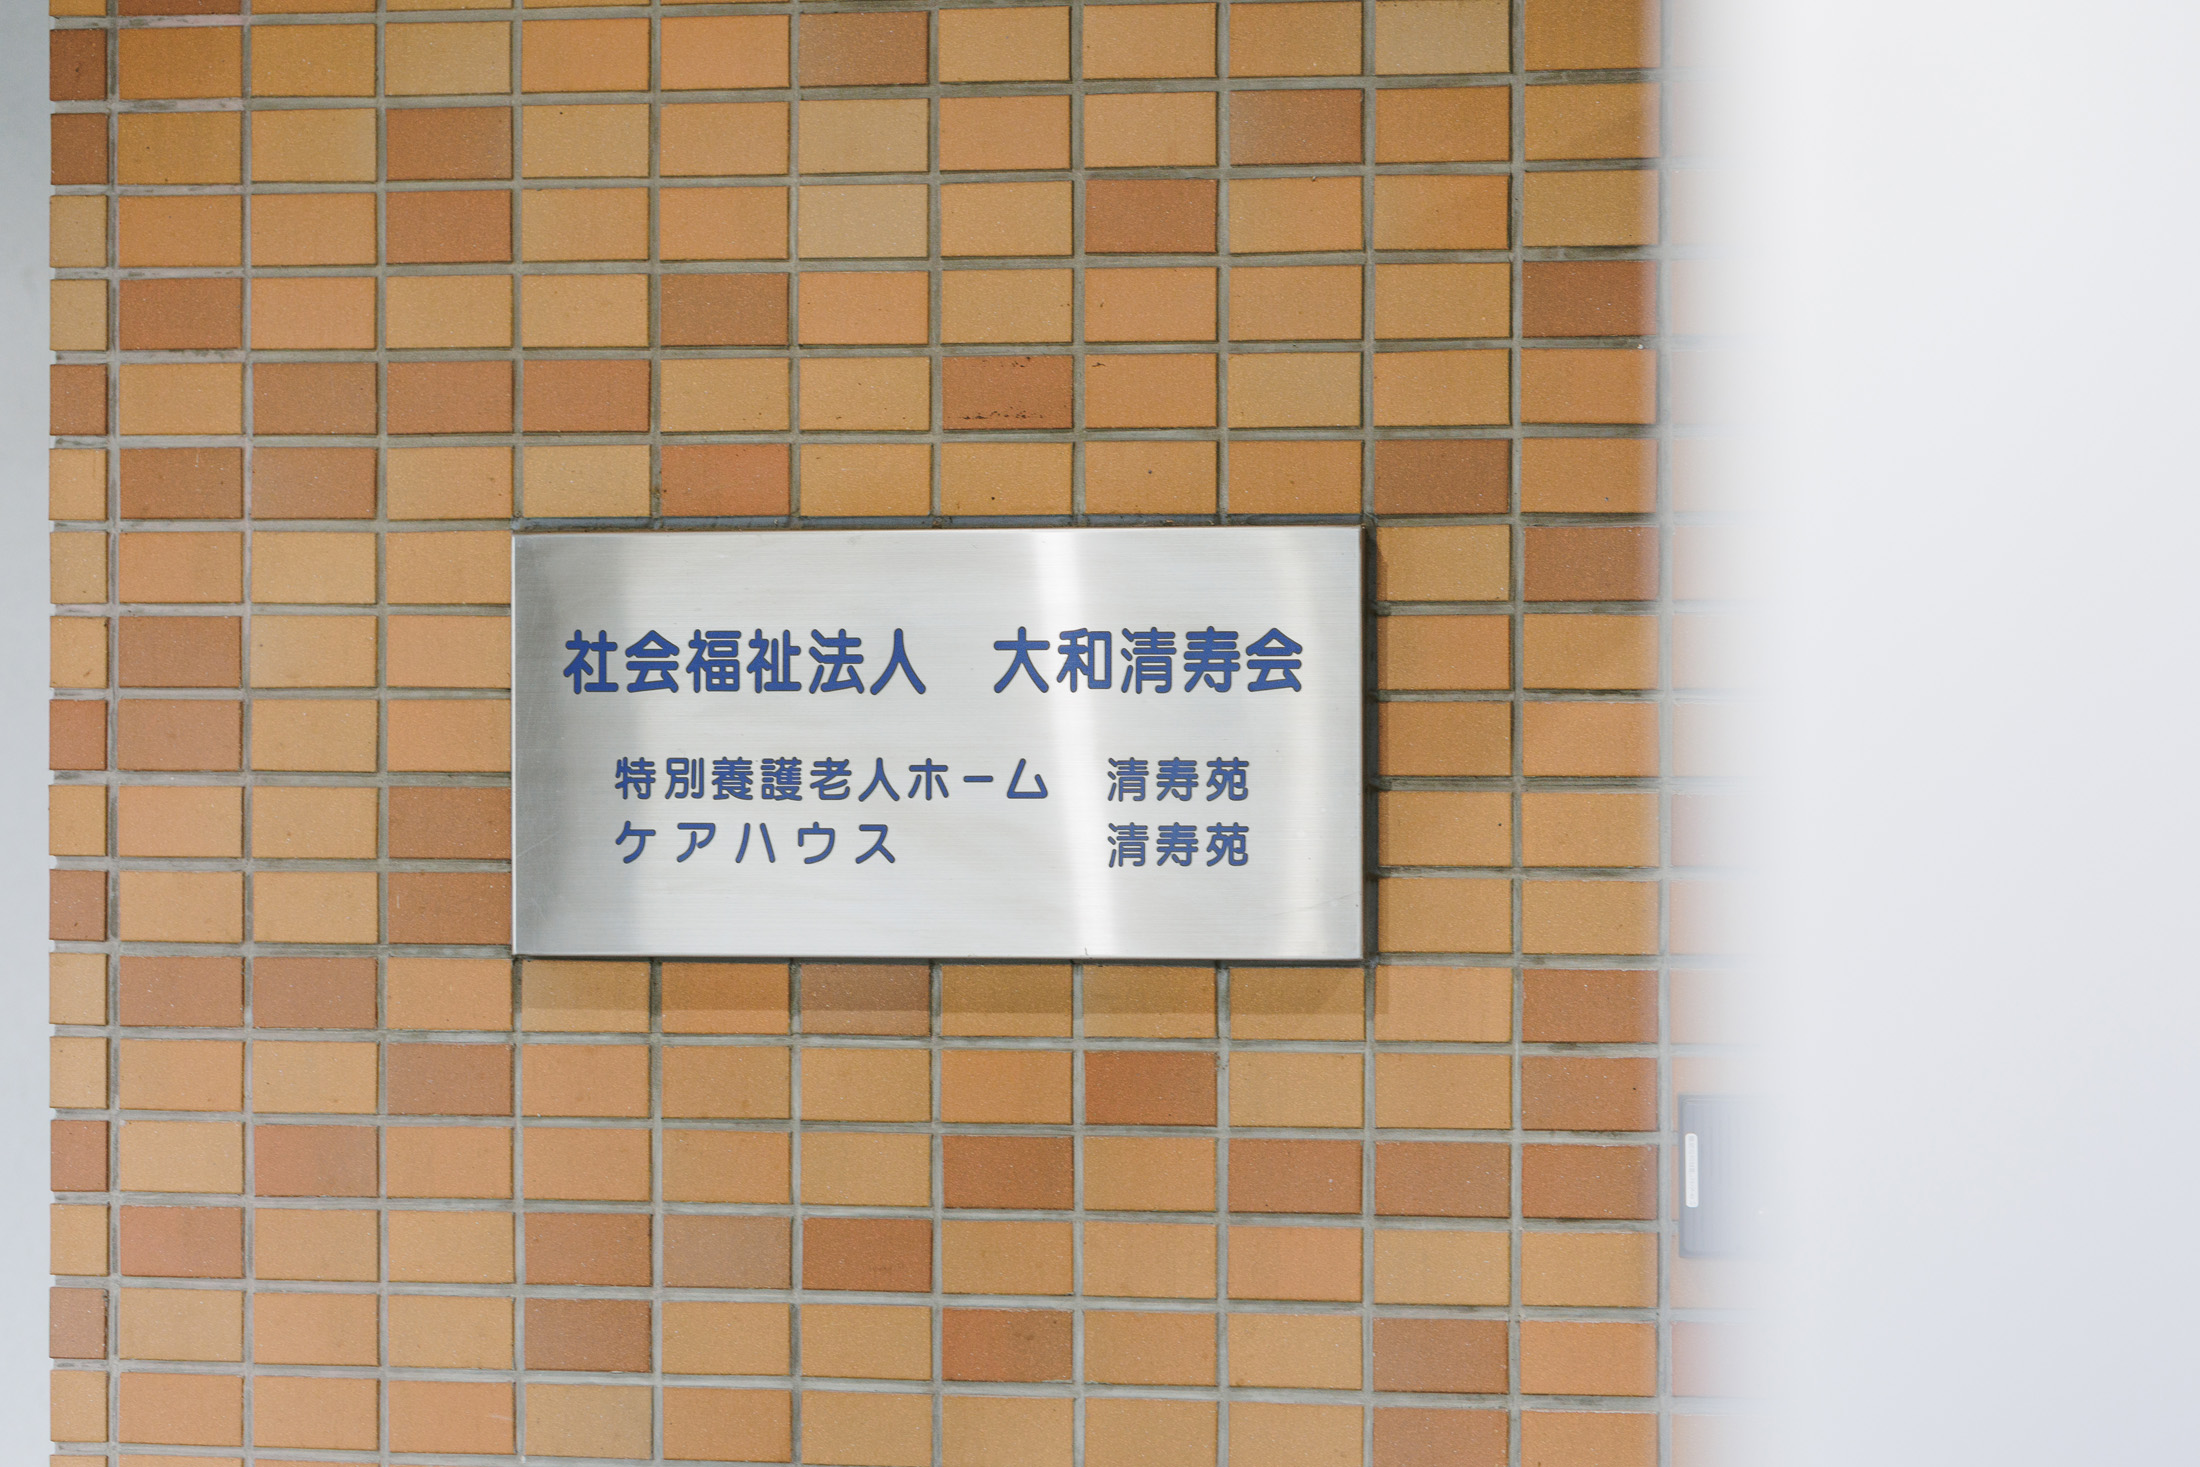 社会福祉法人　大和清寿会
特別養護老人ホーム　清寿苑
ケアハウス　清寿苑